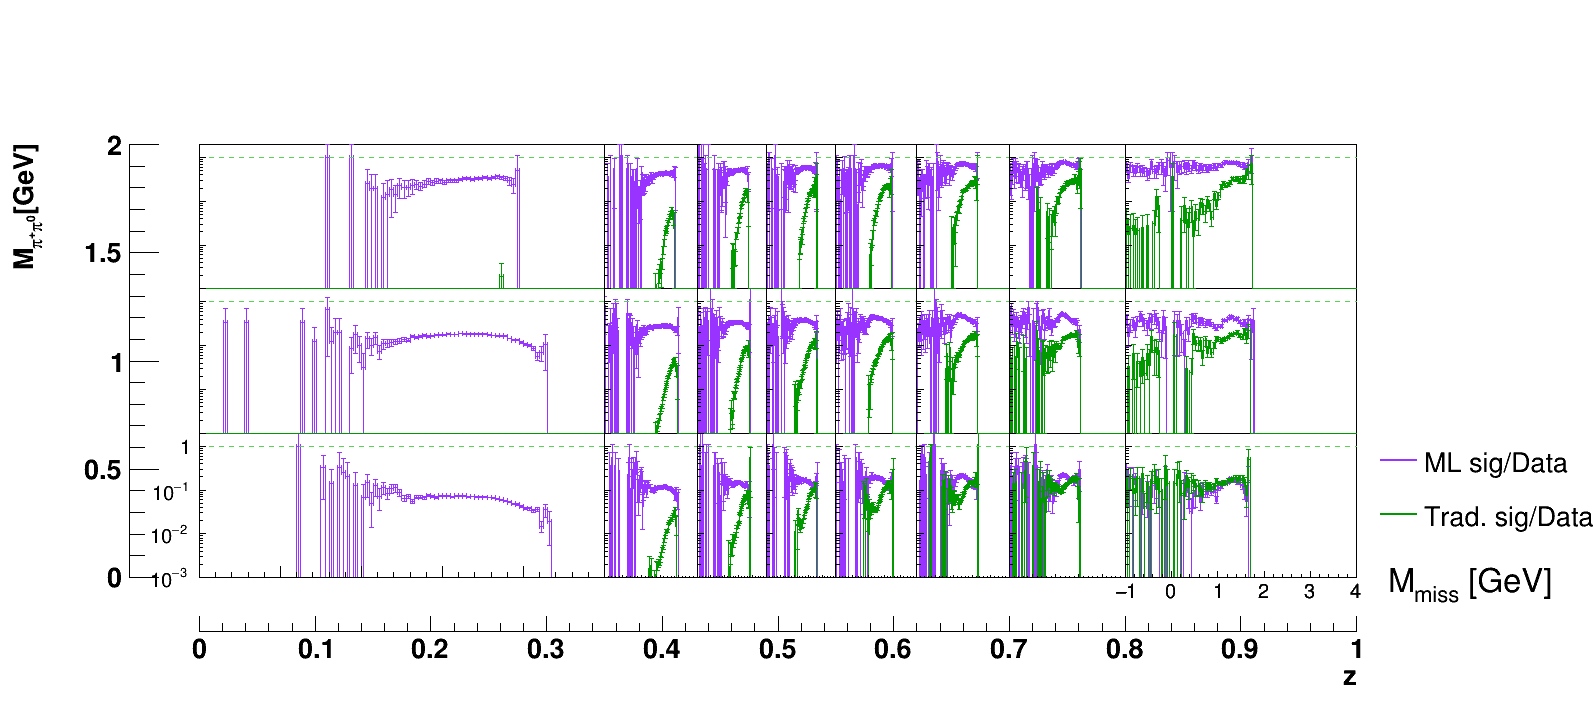 M π⁺π⁰ [GeV]
2
1.5
1
0.5
0
1
10⁻¹
10⁻²
10⁻³
ML sig/Data
Trad. sig/Data
−1 0 1 2 3 4
M miss [GeV]
0 0.1 0.2 0.3 0.4 0.5 0.6 0.7 0.8 0.9 1
z